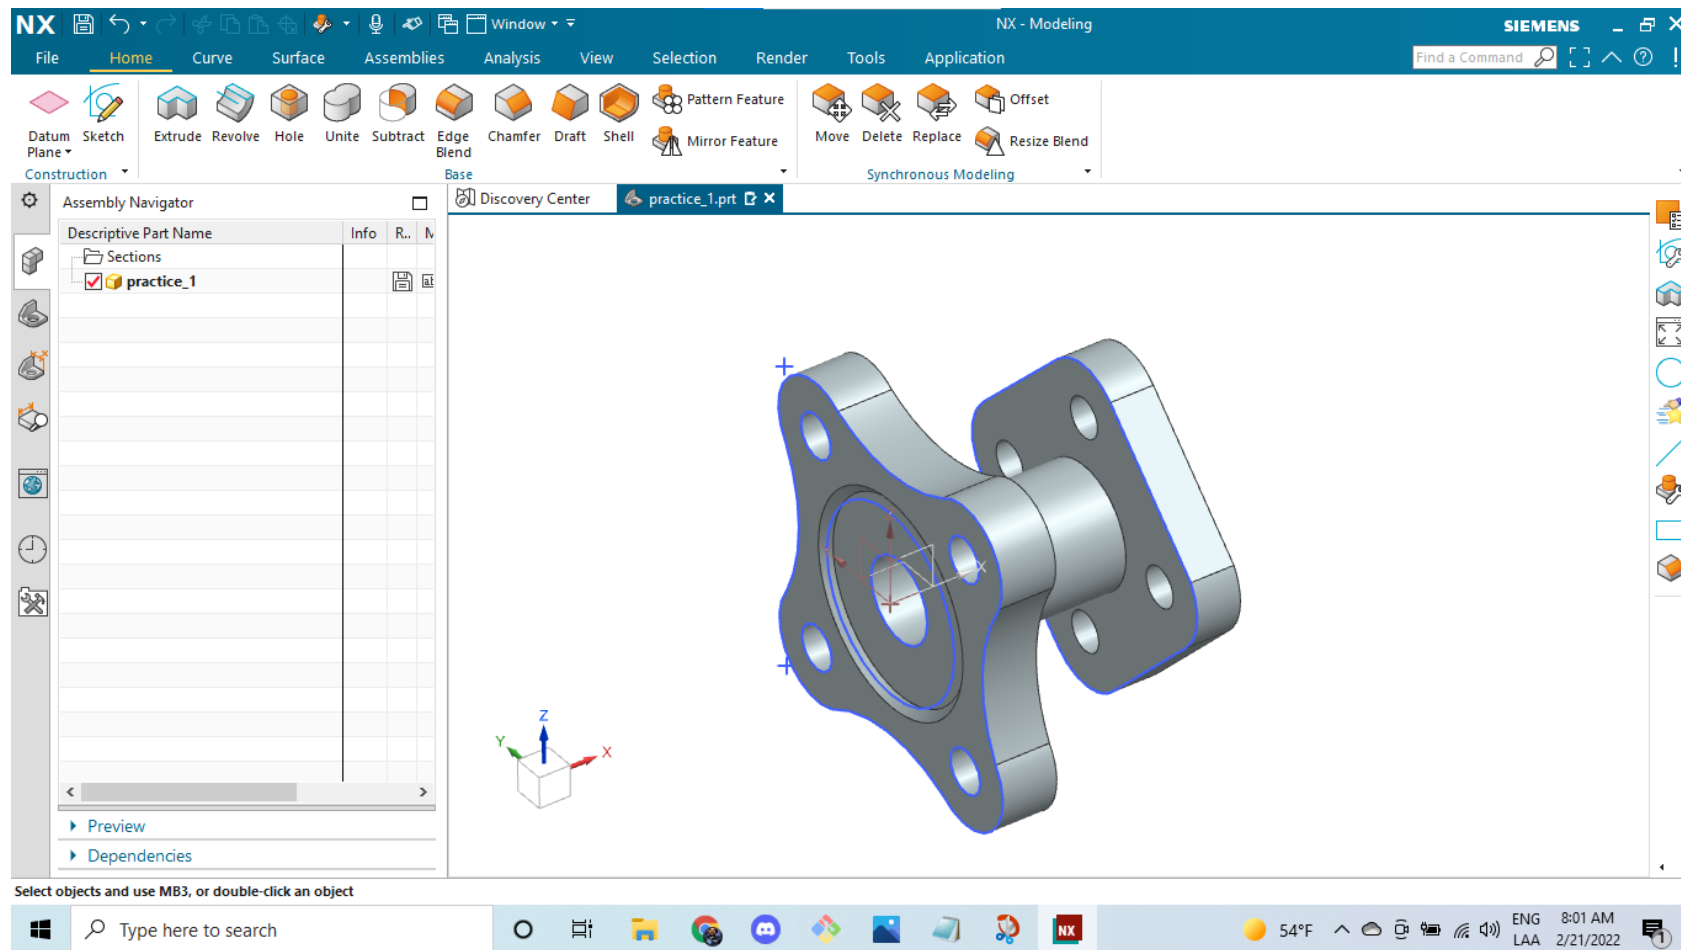 NX Window NX - Modeling SIEMENS
File Home Curve Surface Assemblies Analysis View Selection Render Tools Application Find a Command
Datum Plane Sketch Extrude Revolve Hole Unite Subtract Edge Blend Chamfer Draft Shell Pattern Feature Mirror Feature Move Delete Replace Offset Resize Blend
Construction Base Synchronous Modeling
Assembly Navigator
Discovery Center practice_1.prt
Descriptive Part Name Info R.. M
Sections
practice_1
X
Z
Y X
Preview
Dependencies
Select objects and use MB3, or double-click an object
Type here to search
NX
54°F
ENG
LAA
8:01 AM
2/21/2022
1